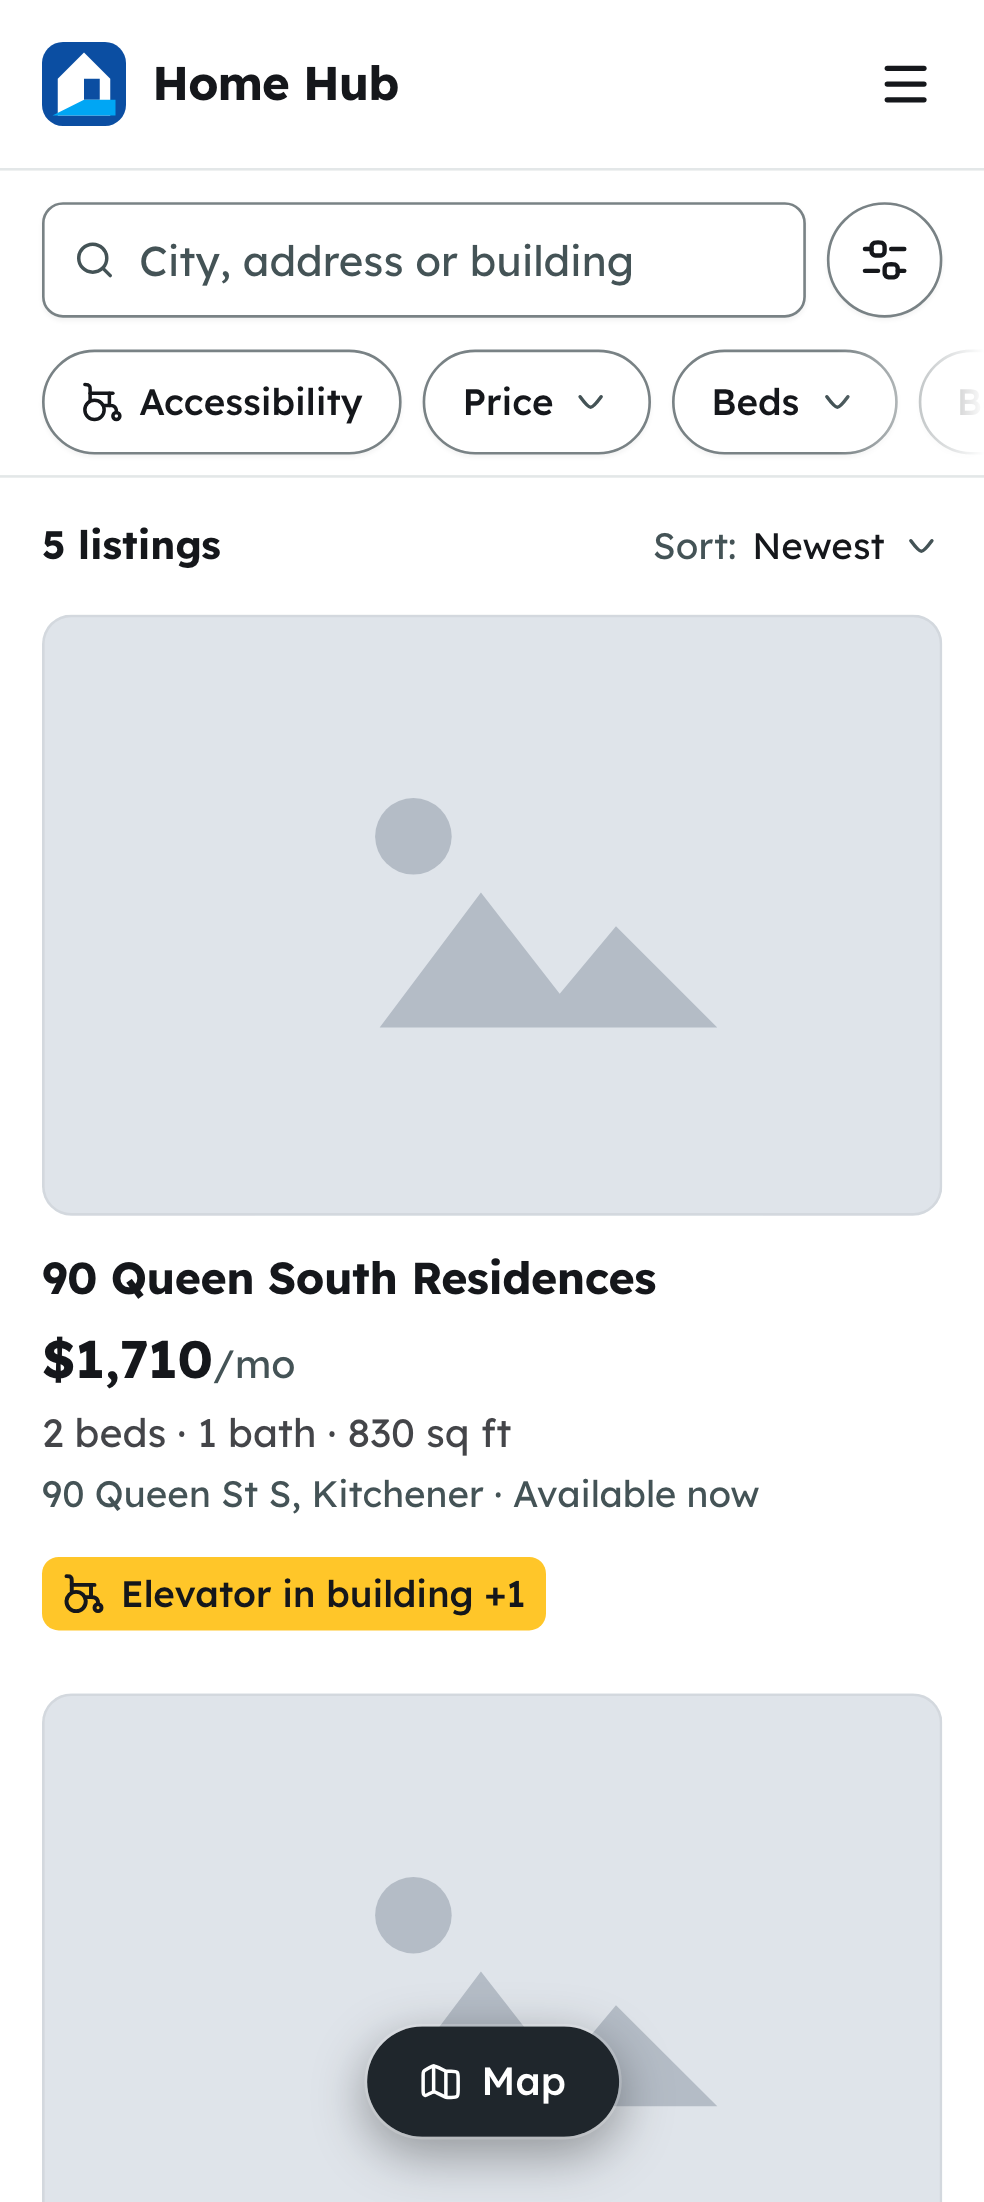 Home Hub
City, address or building
Accessibility Price Beds B
5 listings
Sort: Newest
90 Queen South Residences
$1,710/mo
2 beds · 1 bath · 830 sq ft
90 Queen St S, Kitchener · Available now
Elevator in building +1
Map